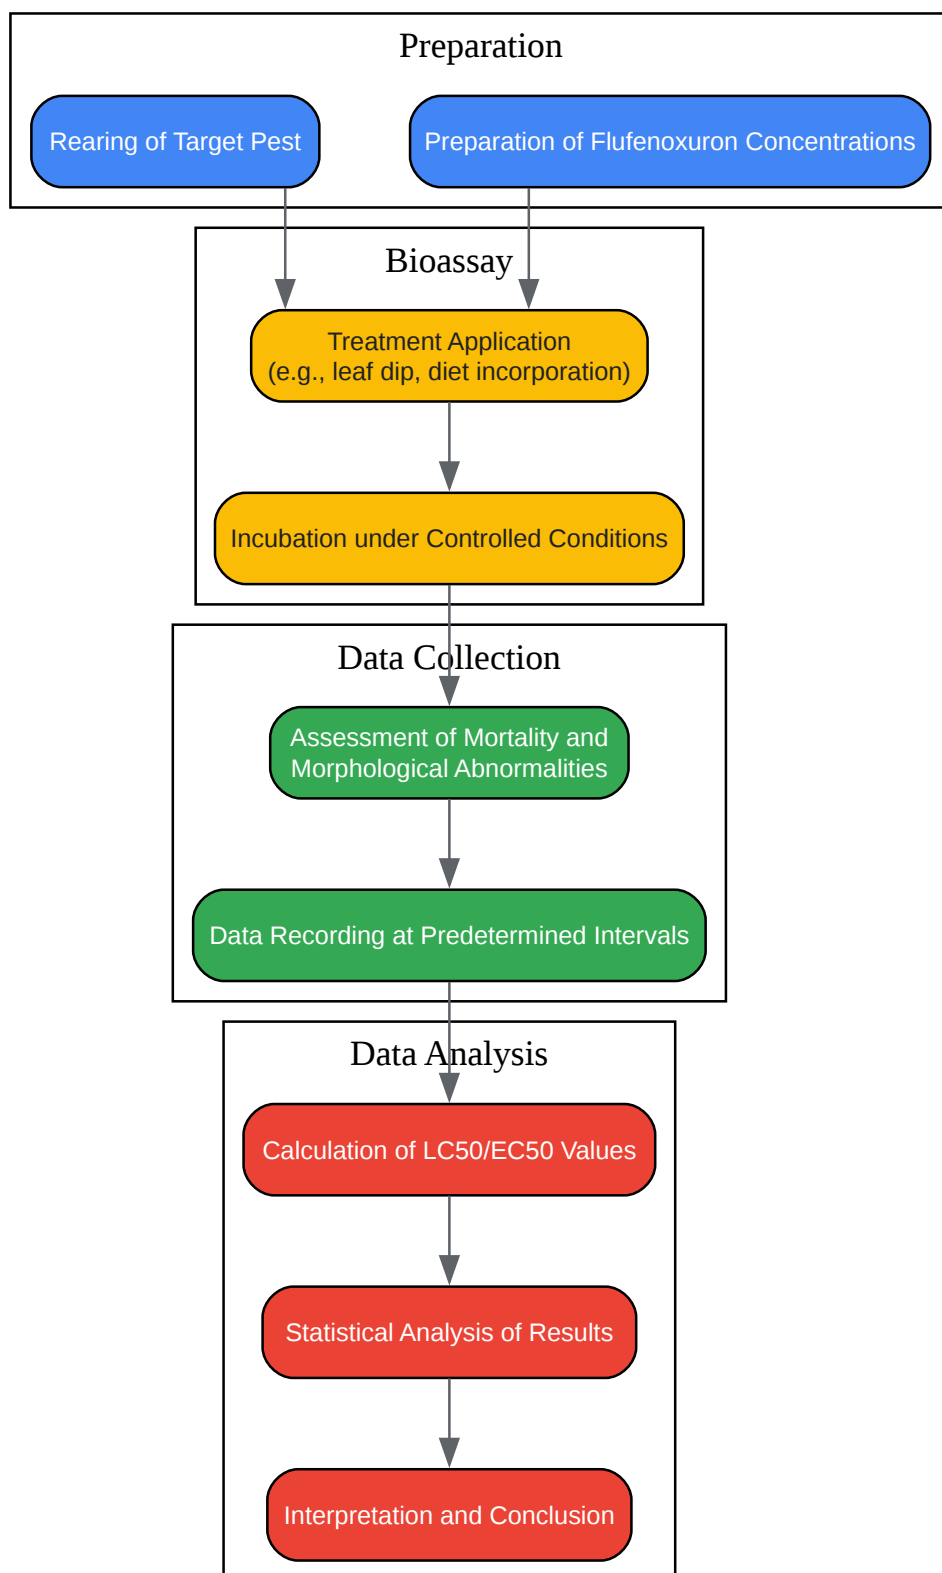 Preparation
Rearing of Target Pest
Preparation of Flufenoxuron Concentrations
Bioassay
Treatment Application
(e.g., leaf dip, diet incorporation)
Incubation under Controlled Conditions
Data Collection
Assessment of Mortality and
Morphological Abnormalities
Data Recording at Predetermined Intervals
Data Analysis
Calculation of LC50/EC50 Values
Statistical Analysis of Results
Interpretation and Conclusion